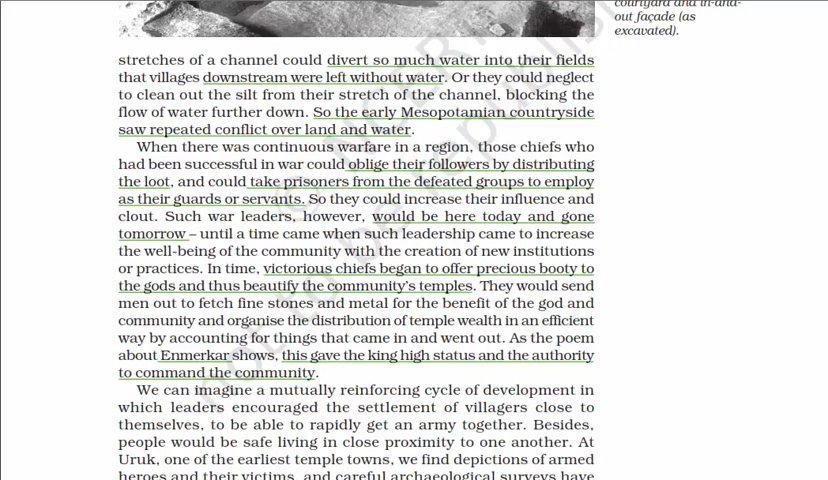 courtyard and in-and-
out façade (as
excavated).
stretches of a channel could divert so much water into their fields
that villages downstream were left without water. Or they could neglect
to clean out the silt from their stretch of the channel, blocking the
flow of water further down. So the early Mesopotamian countryside
saw repeated conflict over land and water.
When there was continuous warfare in a region, those chiefs who
had been successful in war could oblige their followers by distributing
the loot, and could take prisoners from the defeated groups to employ
as their guards or servants. So they could increase their influence and
clout. Such war leaders, however, would be here today and gone
tomorrow – until a time came when such leadership came to increase
the well-being of the community with the creation of new institutions
or practices. In time, victorious chiefs began to offer precious booty to
the gods and thus beautify the community's temples. They would send
men out to fetch fine stones and metal for the benefit of the god and
community and organise the distribution of temple wealth in an efficient
way by accounting for things that came in and went out. As the poem
about Enmerkar shows, this gave the king high status and the authority
to command the community.
We can imagine a mutually reinforcing cycle of development in
which leaders encouraged the settlement of villagers close to
themselves, to be able to rapidly get an army together. Besides,
people would be safe living in close proximity to one another. At
Uruk, one of the earliest temple towns, we find depictions of armed
heroes and their victims, and careful archaeological surveys have
© NCERT
not to be republis